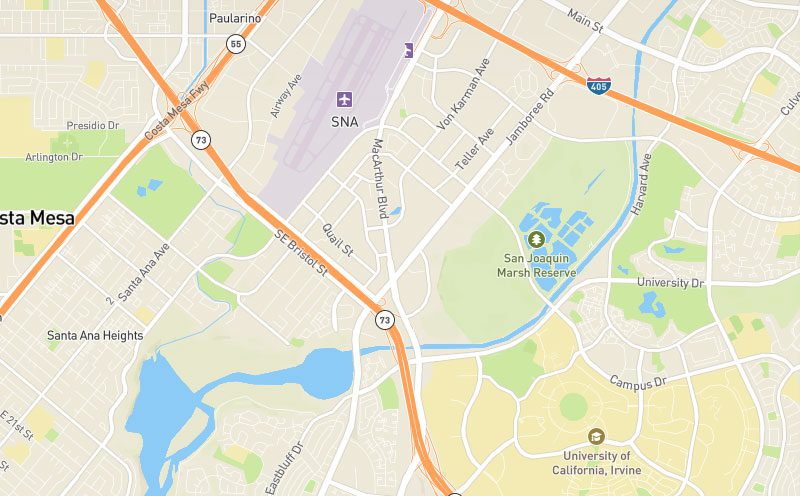 Paularino
Main St
55
Costa Mesa Fwy
Airway Ave
405
Von Karman Ave
Culve
Presidio Dr
SNA
Jamboree Rd
73
Teller Ave
Arlington Dr
MacArthur Blvd
Harvard Ave
sta Mesa
Quail St
SE Bristol St
San Joaquin
Marsh Reserve
2
Santa Ana Ave
University Dr
73
Santa Ana Heights
Campus Dr
E 21st St
Eastbluff Dr
University of
California, Irvine